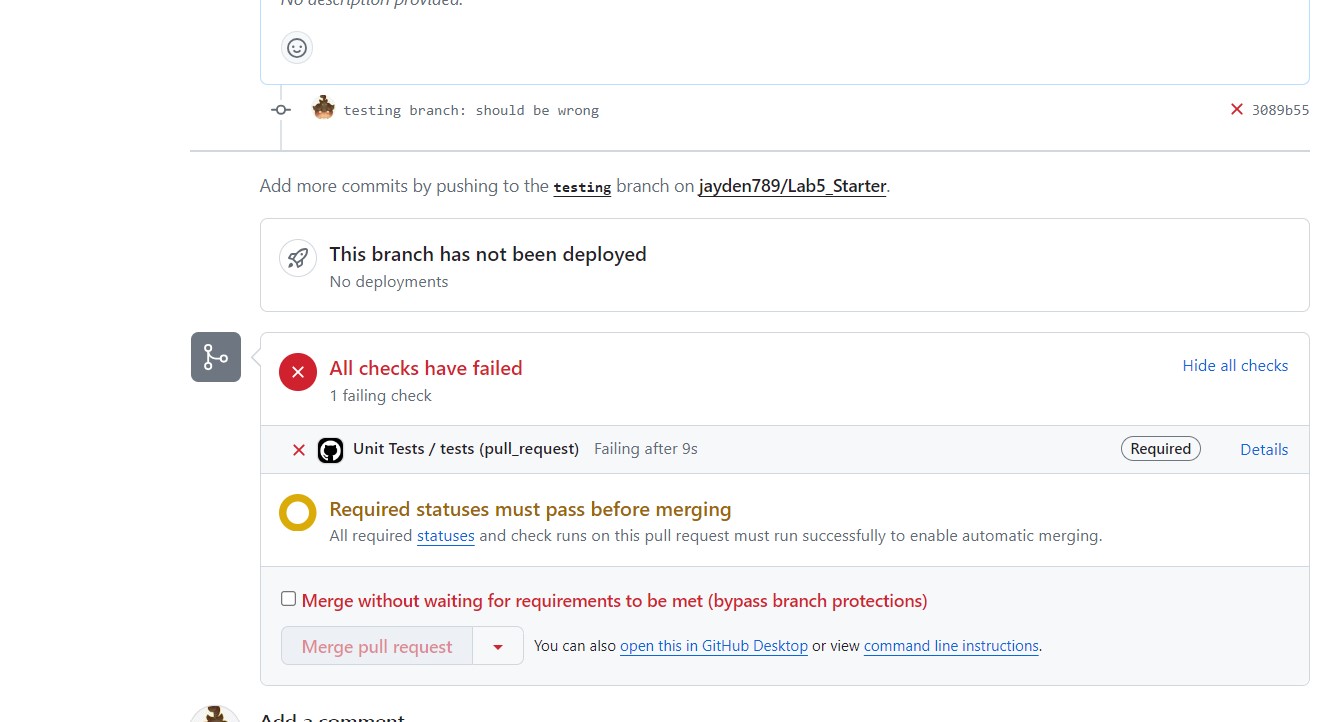 No description provided.
testing branch: should be wrong 3089b55
Add more commits by pushing to the testing branch on jayden789/Lab5_Starter.
This branch has not been deployed
No deployments
All checks have failed
Hide all checks
1 failing check
Unit Tests / tests (pull_request) Failing after 9s Required Details
Required statuses must pass before merging
All required statuses and check runs on this pull request must run successfully to enable automatic merging.
Merge without waiting for requirements to be met (bypass branch protections)
Merge pull request You can also open this in GitHub Desktop or view command line instructions.
Add a comment